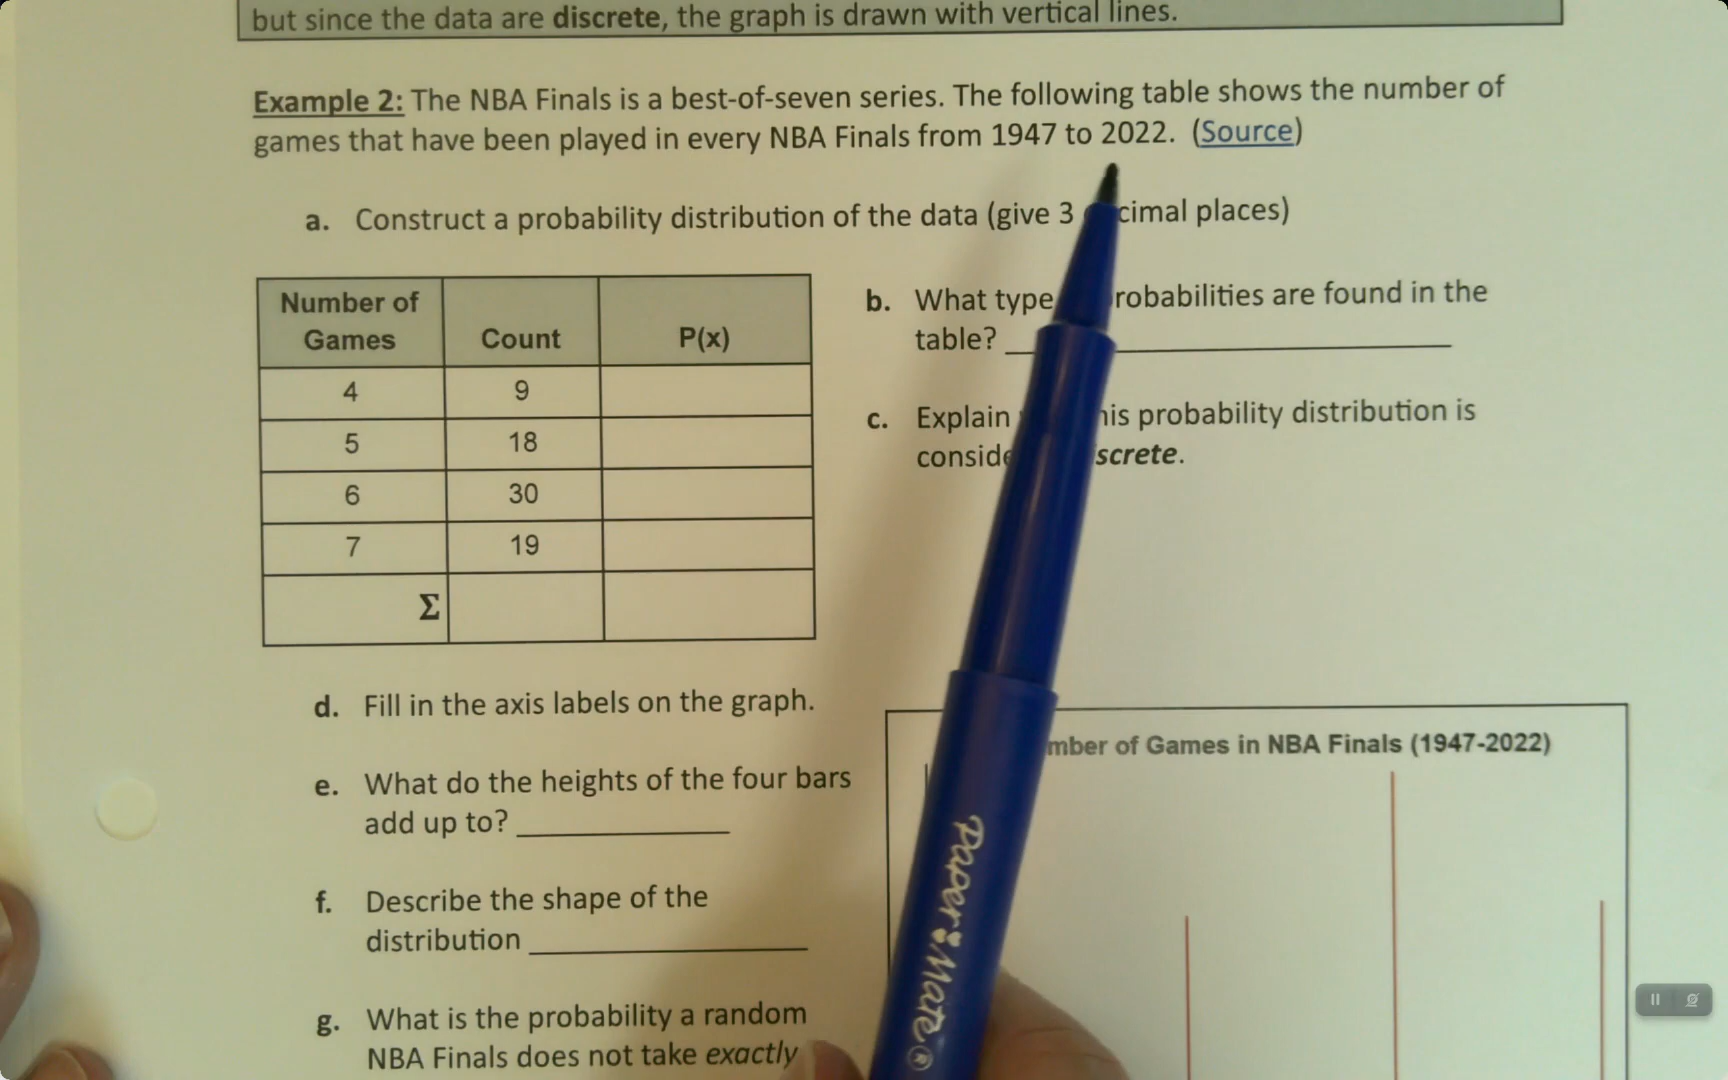 but since the data are discrete, the graph is drawn with vertical lines.
Example 2: The NBA Finals is a best-of-seven series. The following table shows the number of
games that have been played in every NBA Finals from 1947 to 2022. (Source)
a. Construct a probability distribution of the data (give 3 cimal places)
Number of Games Count P(x)
4 9
5 18
6 30
7 19
Σ
b. What type robabilities are found in the
table?
c. Explain his probability distribution is
conside screte.
d. Fill in the axis labels on the graph.
e. What do the heights of the four bars
add up to?
f. Describe the shape of the
distribution
g. What is the probability a random
NBA Finals does not take exactly
mber of Games in NBA Finals (1947-2022)
Paper Mate®